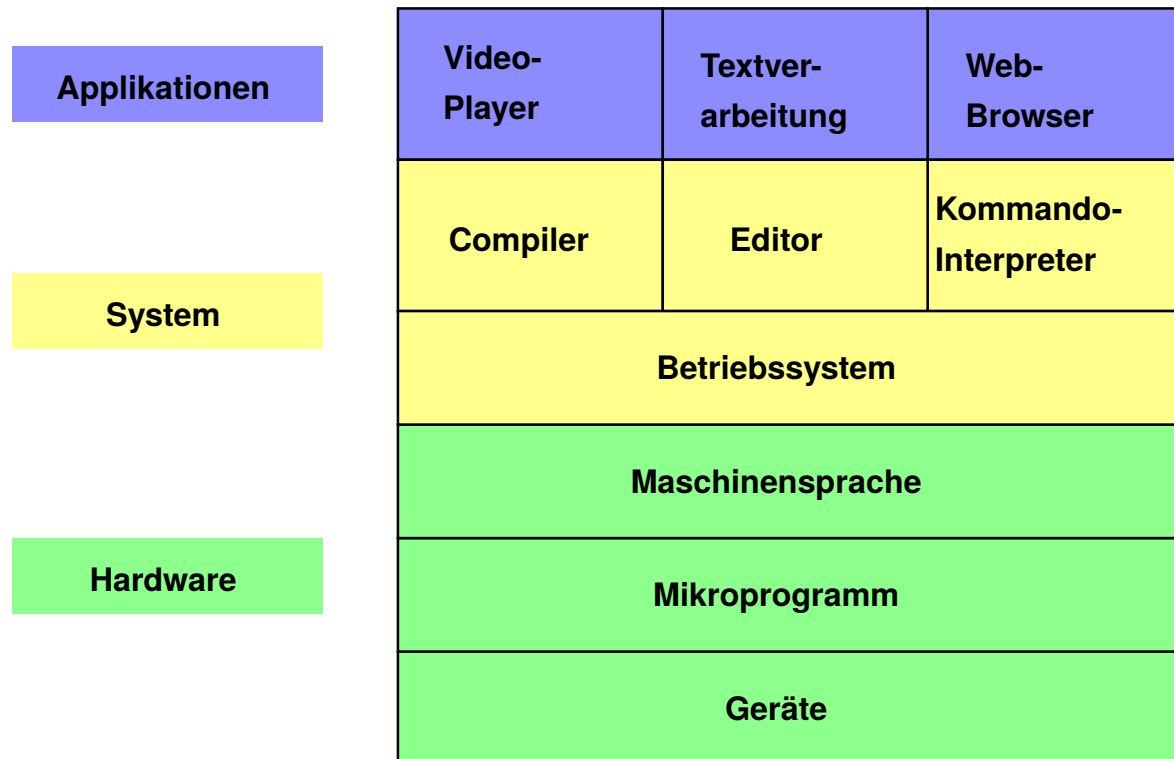 Applikationen
Video-
Player
Textver-
arbeitung
Web-
Browser
Compiler
Editor
Kommando-
Interpreter
System
Betriebssystem
Maschinensprache
Hardware
Mikroprogramm
Geräte